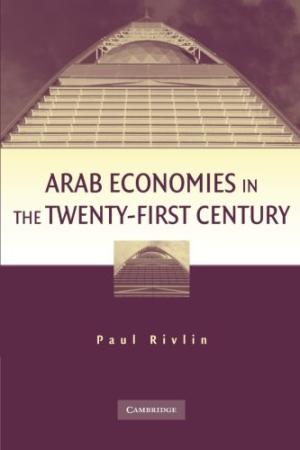 ARAB ECONOMIES IN
THE TWENTY-FIRST CENTURY
Paul Rivlin
CAMBRIDGE